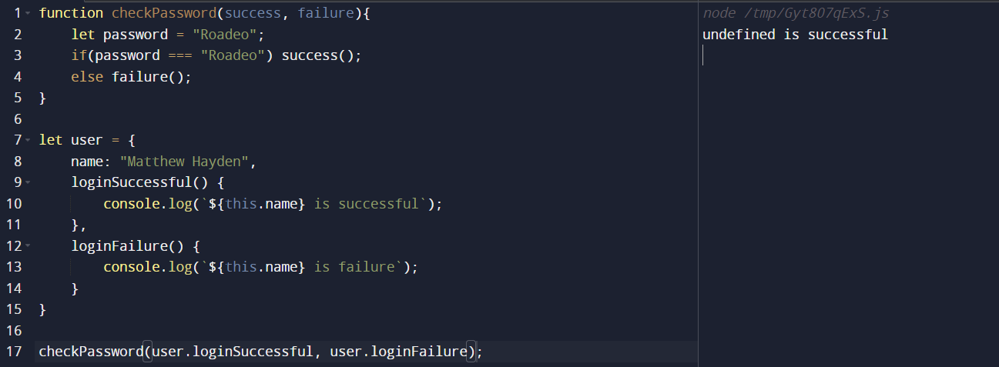 1 function checkPassword(success, failure){
2     let password = "Roadeo";
3     if(password === "Roadeo") success();
4     else failure();
5 }
6
7 let user = {
8     name: "Matthew Hayden",
9     loginSuccessful() {
10         console.log(`${this.name} is successful`);
11     },
12     loginFailure() {
13         console.log(`${this.name} is failure`);
14     }
15 }
16
17 checkPassword(user.loginSuccessful, user.loginFailure);
node /tmp/Gyt8O7qExS.js
undefined is successful